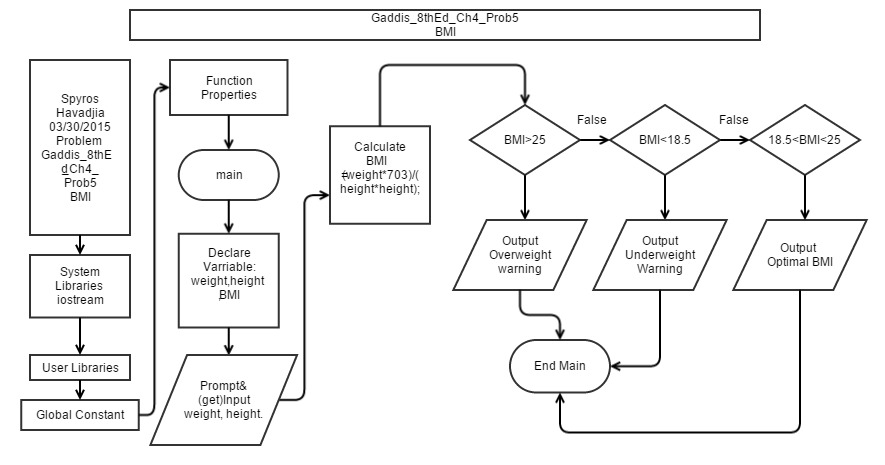 Gaddis_8thEd_Ch4_Prob5
BMI
Spyros
Havadjia
03/30/2015
Problem
Gaddis_8thE
d_Ch4_
Prob5
BMI
System
Libraries
iostream
User Libraries
Global Constant
Function
Properties
main
Declare
Varriable:
weight,height
,BMI
Prompt&
(get)Input
weight, height.
Calculate
BMI
=(weight*703)/(
height*height);
BMI>25
False
BMI<18.5
False
18.5<BMI<25
Output
Overweight
warning
Output
Underweight
Warning
Output
Optimal BMI
End Main